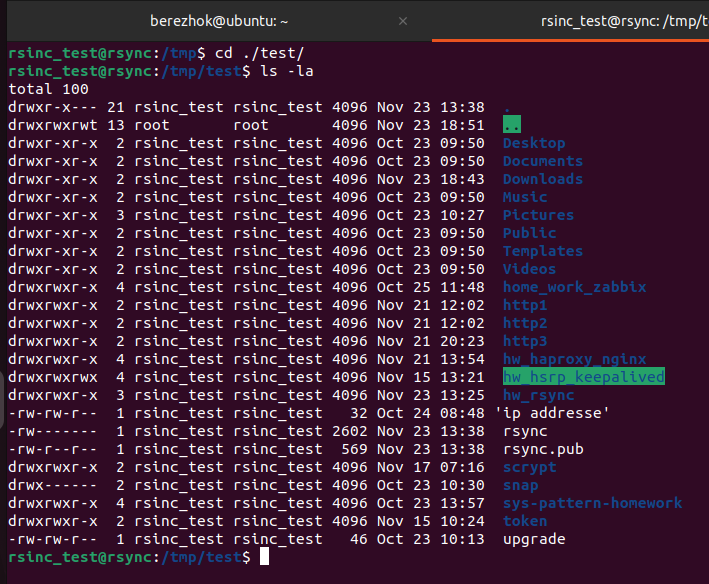 berezhok@ubuntu: ~ × rsinc_test@rsync: /tmp/t
rsinc_test@rsync:/tmp$ cd ./test/
rsinc_test@rsync:/tmp/test$ ls -la
total 100
drwxr-x--- 21 rsinc_test rsinc_test 4096 Nov 23 13:38 .
drwxrwxrwt 13 root       root       4096 Nov 23 18:51 ..
drwxr-xr-x  2 rsinc_test rsinc_test 4096 Oct 23 09:50 Desktop
drwxr-xr-x  2 rsinc_test rsinc_test 4096 Oct 23 09:50 Documents
drwxr-xr-x  2 rsinc_test rsinc_test 4096 Nov 23 18:43 Downloads
drwxr-xr-x  2 rsinc_test rsinc_test 4096 Oct 23 09:50 Music
drwxr-xr-x  3 rsinc_test rsinc_test 4096 Oct 23 10:27 Pictures
drwxr-xr-x  2 rsinc_test rsinc_test 4096 Oct 23 09:50 Public
drwxr-xr-x  2 rsinc_test rsinc_test 4096 Oct 23 09:50 Templates
drwxr-xr-x  2 rsinc_test rsinc_test 4096 Oct 23 09:50 Videos
drwxrwxr-x  4 rsinc_test rsinc_test 4096 Oct 25 11:48 home_work_zabbix
drwxrwxr-x  2 rsinc_test rsinc_test 4096 Nov 21 12:02 http1
drwxrwxr-x  2 rsinc_test rsinc_test 4096 Nov 21 12:02 http2
drwxrwxr-x  2 rsinc_test rsinc_test 4096 Nov 21 20:23 http3
drwxrwxr-x  4 rsinc_test rsinc_test 4096 Nov 21 13:54 hw_haproxy_nginx
drwxrwxrwx  4 rsinc_test rsinc_test 4096 Nov 15 13:21 hw_hsrp_keepalived
drwxrwxr-x  3 rsinc_test rsinc_test 4096 Nov 23 13:25 hw_rsync
-rw-rw-r--  1 rsinc_test rsinc_test   32 Oct 24 08:48 'ip addresse'
-rw-------  1 rsinc_test rsinc_test 2602 Nov 23 13:38 rsync
-rw-r--r--  1 rsinc_test rsinc_test  569 Nov 23 13:38 rsync.pub
drwxrwxr-x  2 rsinc_test rsinc_test 4096 Nov 17 07:16 scrypt
drwx------  2 rsinc_test rsinc_test 4096 Oct 23 10:30 snap
drwxrwxr-x  4 rsinc_test rsinc_test 4096 Oct 23 13:57 sys-pattern-homework
drwxrwxr-x  2 rsinc_test rsinc_test 4096 Nov 15 10:24 token
-rw-rw-r--  1 rsinc_test rsinc_test   46 Oct 23 10:13 upgrade
rsinc_test@rsync:/tmp/test$